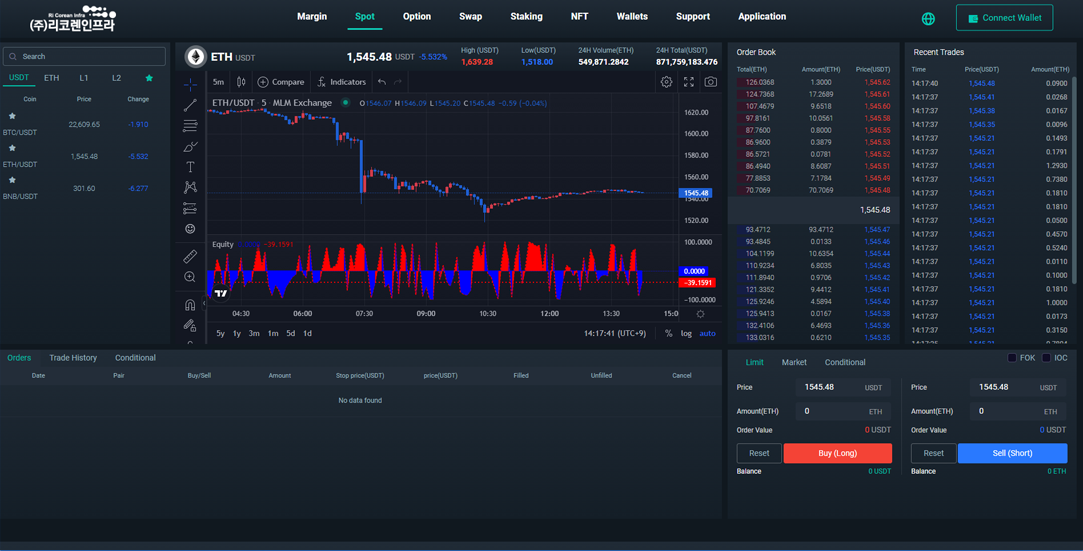 Ri Corean Infra
(주)리코렌인프라
Margin Spot Option Swap Staking NFT Wallets Support Application
Connect Wallet
Search
USDT ETH L1 L2
Coin Price Change
22,609.65 -1.910
BTC/USDT
1,545.48 -5.532
ETH/USDT
301.60 -6.277
BNB/USDT
ETH USDT
1,545.48 USDT -5.532%
High (USDT) Low(USDT) 24H Volume(ETH) 24H Total(USDT)
1,639.28 1,518.00 549,871.2842 871,759,183.476
5m Compare Indicators
ETH/USDT · 5 · MLM Exchange O1546.07 H1546.09 L1545.20 C1545.48 -0.59 (-0.04%)
1620.00
1600.00
1580.00
1560.00
1545.48
1540.00
1520.00
Equity -39.1591
100.0000
0.0000
-39.1591
-100.0000
04:30 06:00 07:30 09:00 10:30 12:00 13:30 15:0
5y 1y 3m 1m 5d 1d
14:17:41 (UTC+9) % log auto
Order Book
Total(ETH) Amount(ETH) Price(USDT)
126.0368 1.3000 1,545.62
124.7368 17.2689 1,545.61
107.4679 9.6518 1,545.60
97.8161 10.0561 1,545.58
87.7600 0.8000 1,545.55
86.9600 0.3879 1,545.53
86.5721 0.0781 1,545.52
86.4940 8.6087 1,545.51
77.8853 7.1784 1,545.49
70.7069 70.7069 1,545.48
1,545.48
93.4712 93.4712 1,545.47
93.4845 0.0133 1,545.46
104.1199 10.6354 1,545.44
110.9234 6.8035 1,545.43
111.8940 0.9706 1,545.42
121.3352 9.4412 1,545.41
125.9246 4.5894 1,545.40
125.9413 0.0167 1,545.38
132.4106 6.4693 1,545.36
133.0316 0.6210 1,545.35
Recent Trades
Time Price(USDT) Amount(ETH)
14:17:40 1,545.48 0.0900
14:17:37 1,545.41 0.0268
14:17:37 1,545.38 0.0167
14:17:37 1,545.35 0.0096
14:17:37 1,545.21 0.1493
14:17:37 1,545.21 0.1791
14:17:37 1,545.21 1.2930
14:17:37 1,545.21 0.7380
14:17:37 1,545.21 0.1810
14:17:37 1,545.21 0.1810
14:17:37 1,545.21 0.0500
14:17:37 1,545.21 0.4570
14:17:37 1,545.21 0.5240
14:17:37 1,545.21 0.0110
14:17:37 1,545.21 0.1000
14:17:37 1,545.21 0.1810
14:17:37 1,545.21 1.0000
14:17:37 1,545.21 0.0173
14:17:37 1,545.21 0.3150
Orders Trade History Conditional
Date Pair Buy/Sell Amount Stop price(USDT) price(USDT) Filled Unfilled Cancel
No data found
Limit Market Conditional FOK IOC
Price 1545.48 USDT Price 1545.48 USDT
Amount(ETH) 0 ETH Amount(ETH) 0 ETH
Order Value 0 USDT Order Value 0 USDT
Reset Buy (Long) Reset Sell (Short)
Balance 0 USDT Balance 0 ETH